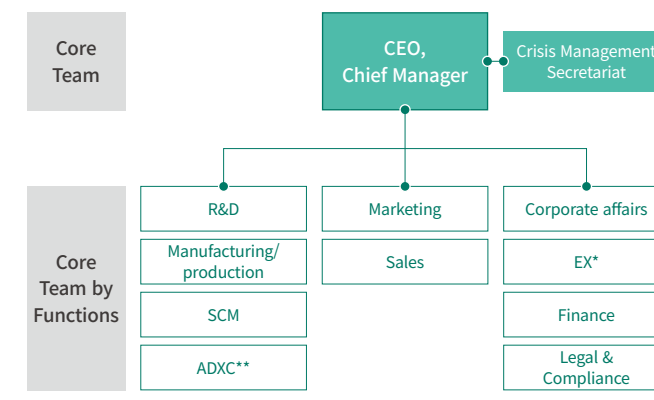 Core
Team
CEO,
Chief Manager
Crisis Management
Secretariat
Core
Team by
Functions
R&D
Marketing
Corporate affairs
Manufacturing/
production
Sales
EX*
SCM
Finance
ADXC**
Legal &
Compliance